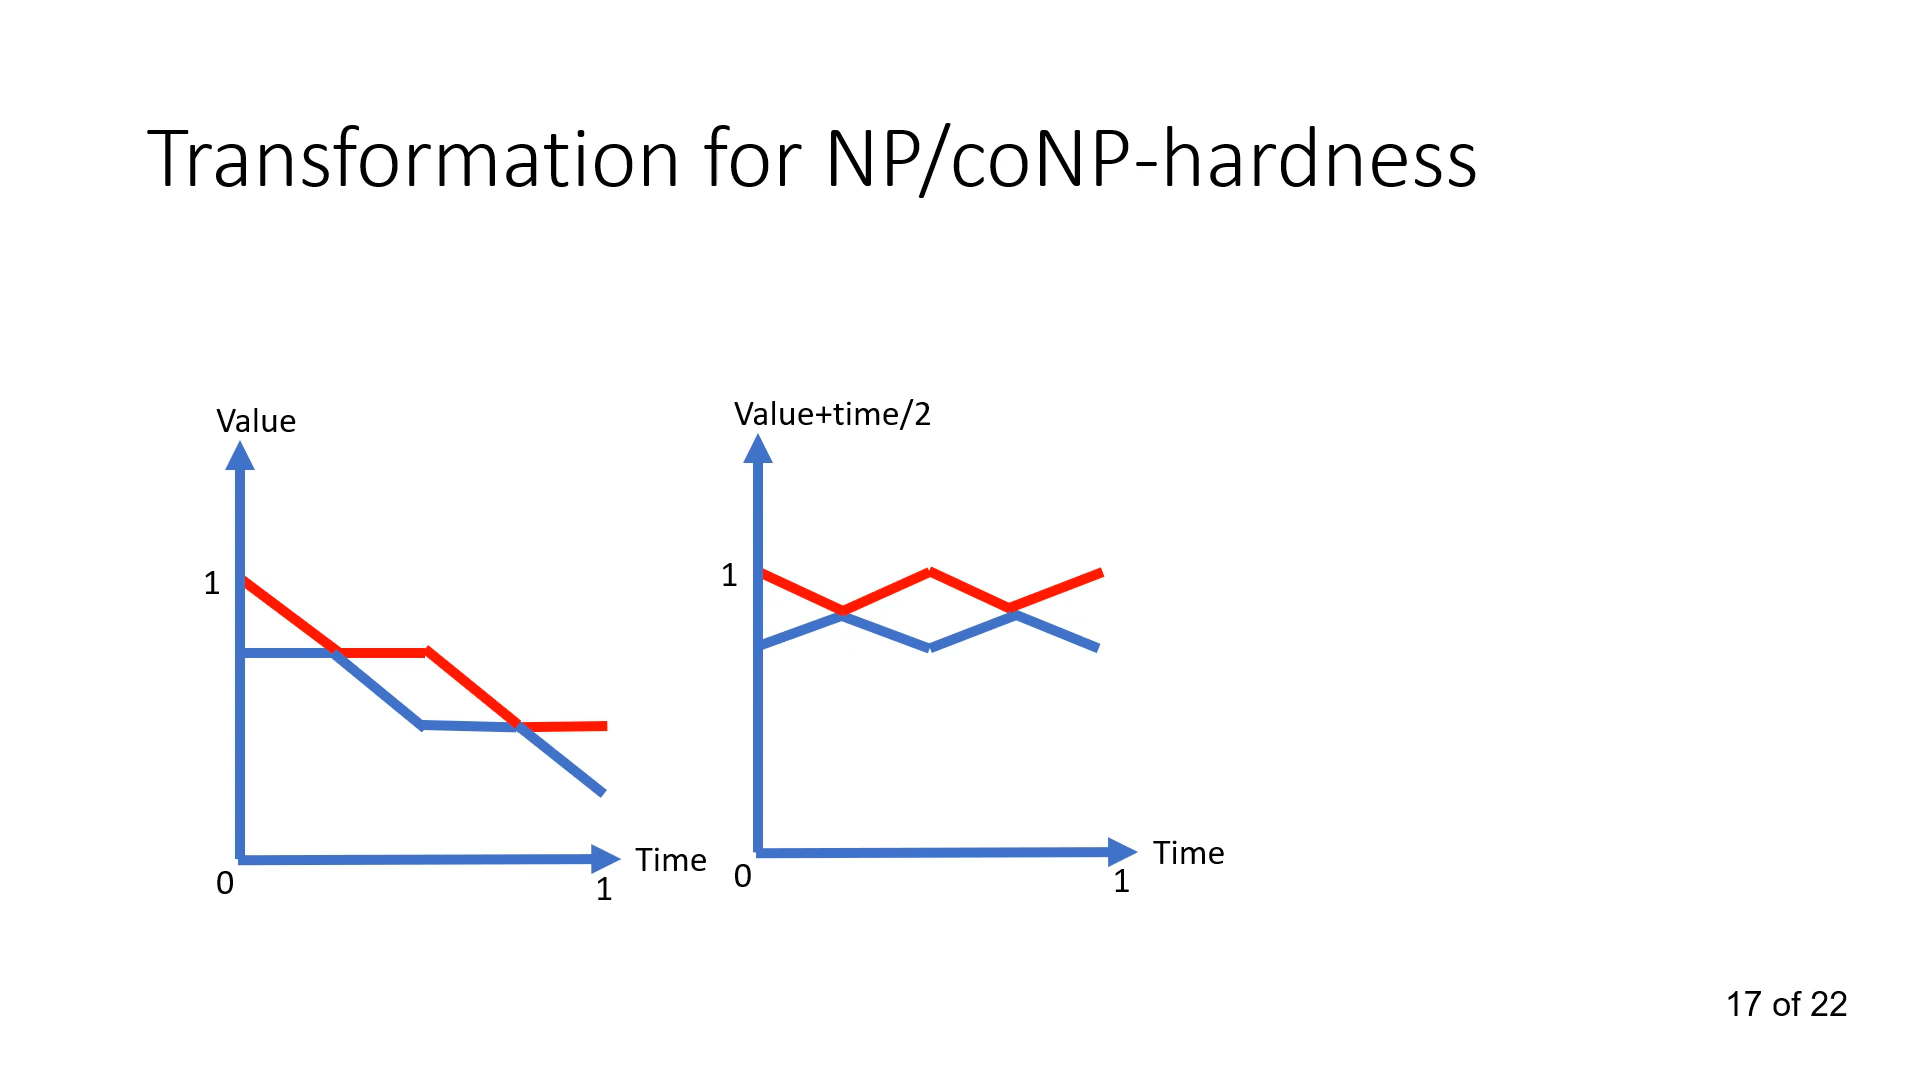 Transformation for NP/coNP-hardness
Value
1
0
Time
1
Value+time/2
1
0
Time
1
17 of 22